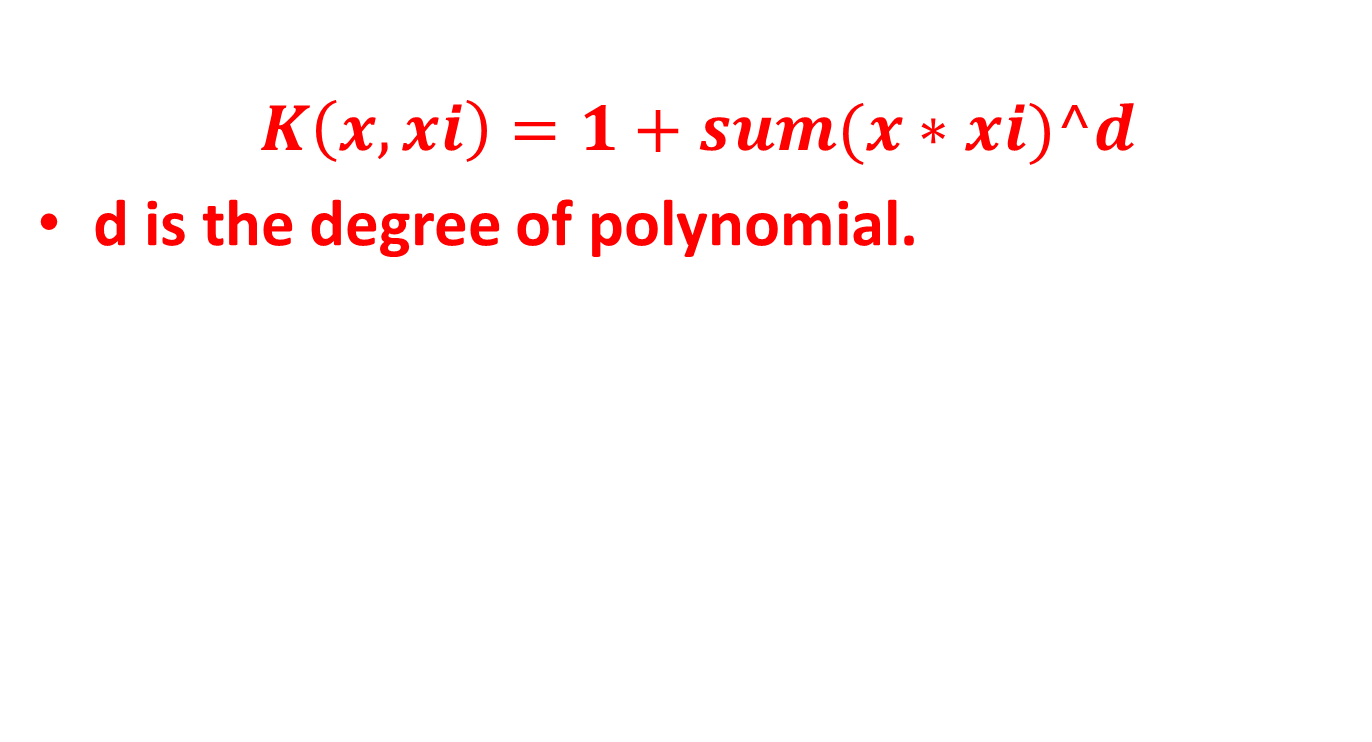 K(x, xi) = 1 + sum(x * xi)^d
• d is the degree of polynomial.